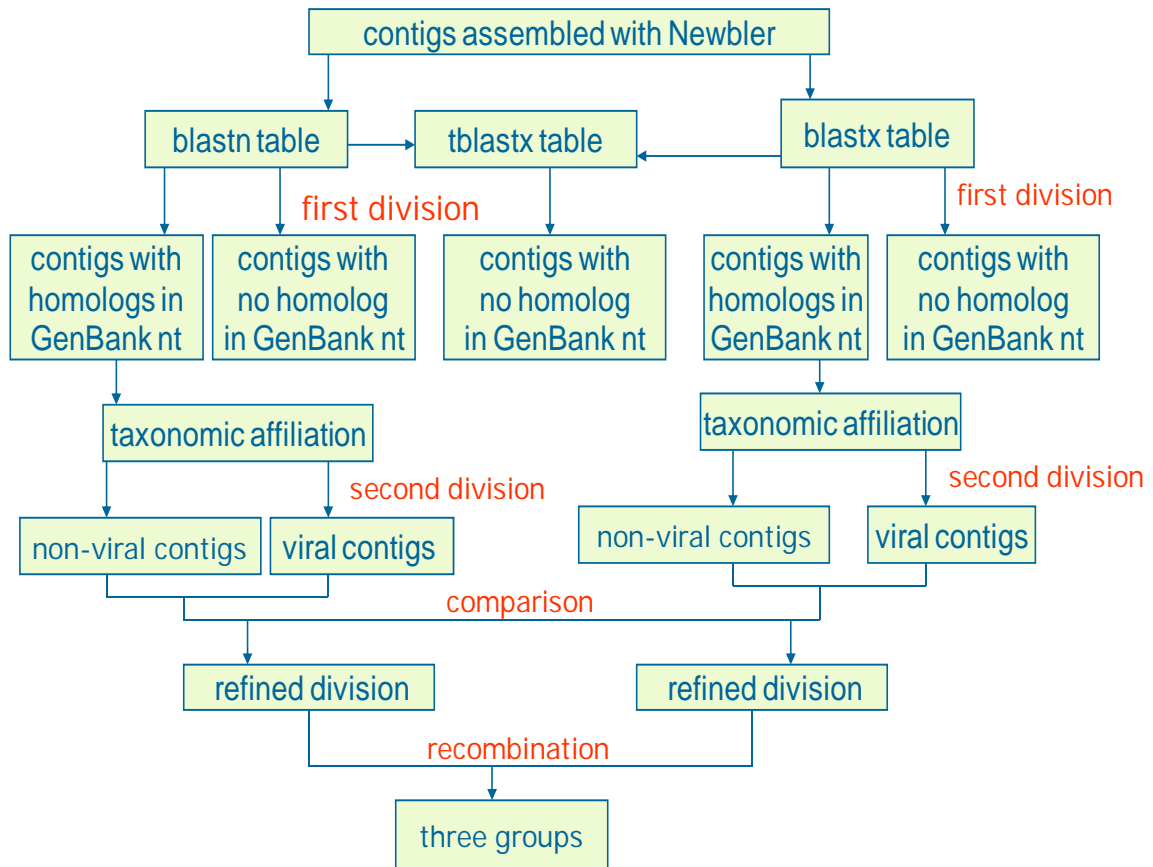 contigs assembled with Newbler
blastn table
tblastx table
blastx table
first division
first division
contigs with
homologs in
GenBank nt
contigs with
no homolog
in GenBank nt
contigs with
no homolog
in GenBank nt
contigs with
homologs in
GenBank nt
contigs with
no homolog
in GenBank nt
taxonomic affiliation
taxonomic affiliation
second division
second division
non-viral contigs
viral contigs
non-viral contigs
viral contigs
comparison
refined division
refined division
recombination
three groups